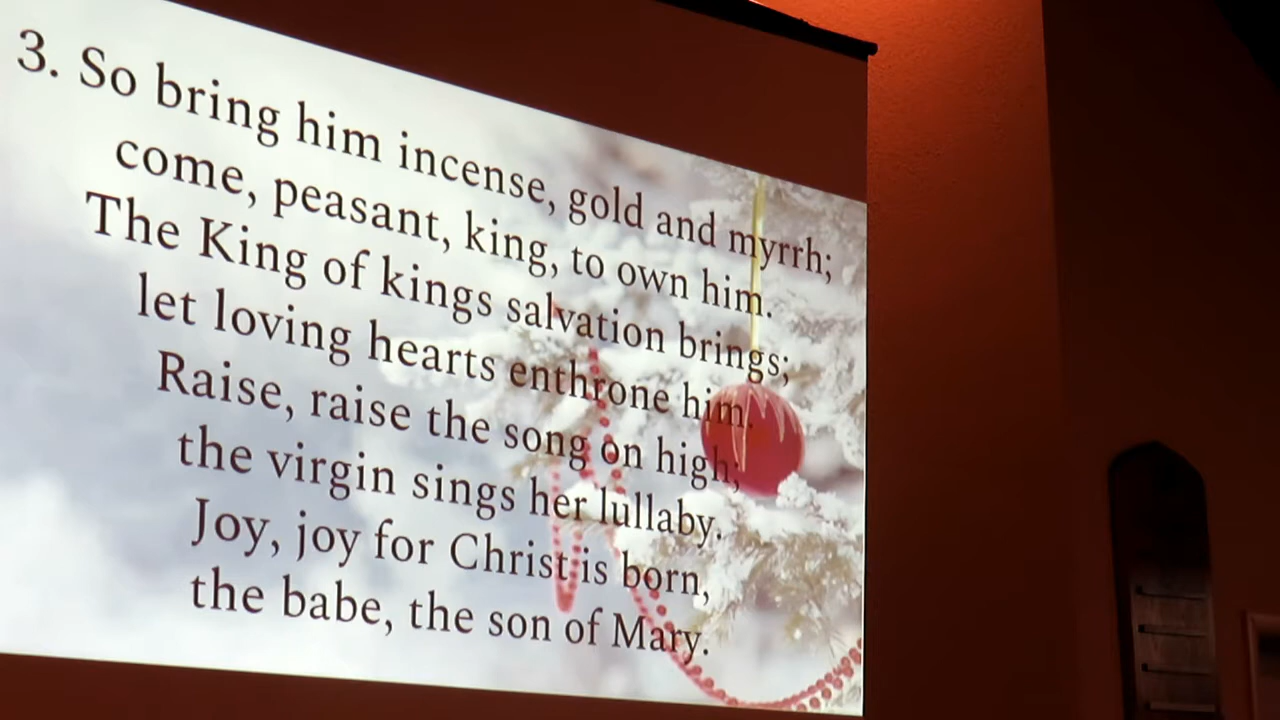 3. So bring him incense, gold and myrrh;
come, peasant, king, to own him.
The King of kings salvation brings;
let loving hearts enthrone him.
Raise, raise the song on high;
the virgin sings her lullaby.
Joy, joy for Christ is born,
the babe, the son of Mary.